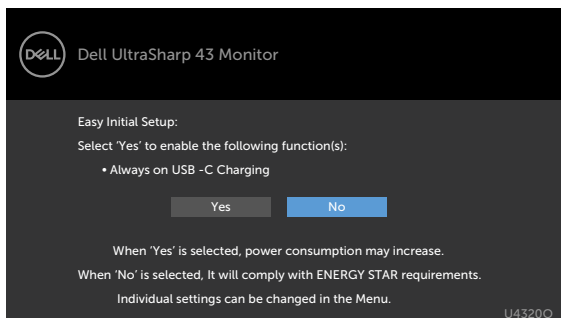 DELL
Dell UltraSharp 43 Monitor
Easy Initial Setup:
Select 'Yes' to enable the following function(s):
• Always on USB -C Charging
Yes
No
When 'Yes' is selected, power consumption may increase.
When 'No' is selected, It will comply with ENERGY STAR requirements.
Individual settings can be changed in the Menu.
U4320Q